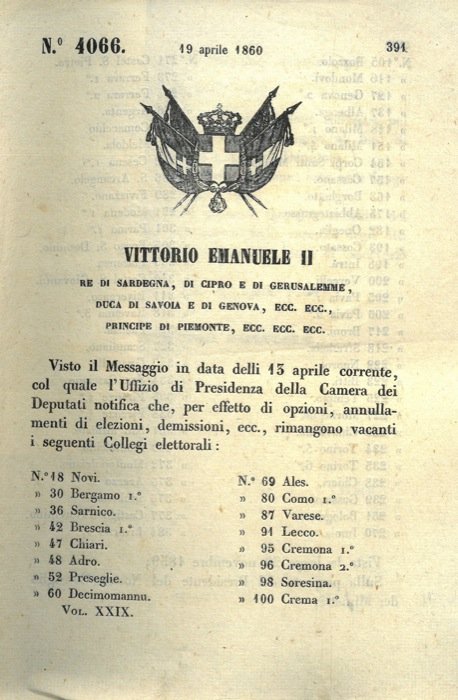 N.º 4066.
19 aprile 1860
391
VITTORIO EMANUELE II
RE DI SARDEGNA, DI CIPRO E DI GERUSALEMME,
DUCA DI SAVOIA E DI GENOVA, ECC. ECC.,
PRINCIPE DI PIEMONTE, ECC. ECC. ECC.
Visto il Messaggio in data delli 13 aprile corrente,
col quale l'Uffizio di Presidenza della Camera dei
Deputati notifica che, per effetto di opzioni, annulla-
menti di elezioni, demissioni, ecc., rimangono vacanti
i seguenti Collegi elettorali :
N.º 18 Novi.
» 30 Bergamo 1.º
» 36 Sarnico.
» 42 Brescia 1.º
» 47 Chiari.
» 48 Adro.
» 52 Preseglie.
» 60 Decimomannu.
N.º 69 Ales.
» 80 Como 1.º
» 87 Varese.
» 91 Lecco.
» 95 Cremona 1.º
» 96 Cremona 2.º
» 98 Soresina.
» 100 Crema 1.º
VOL. XXIX.